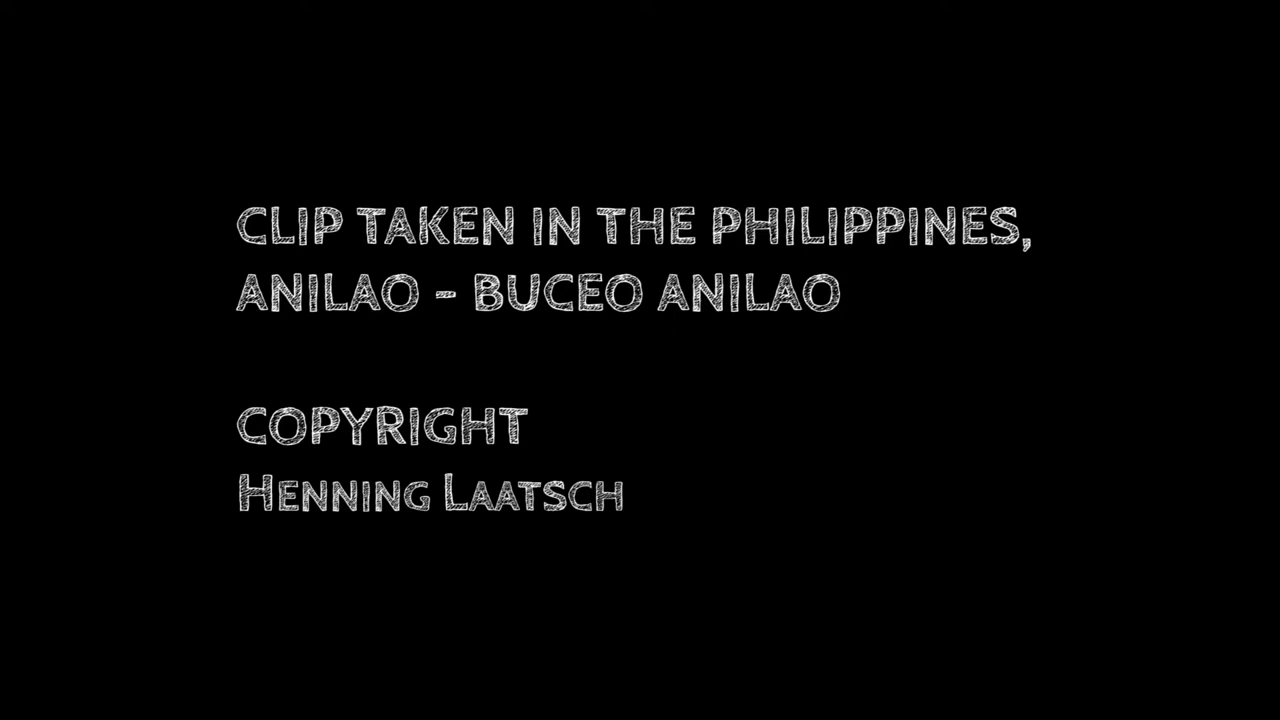 CLIP TAKEN IN THE PHILIPPINES,
ANILAO - BUCEO ANILAO
COPYRIGHT
HENNING LAATSCH